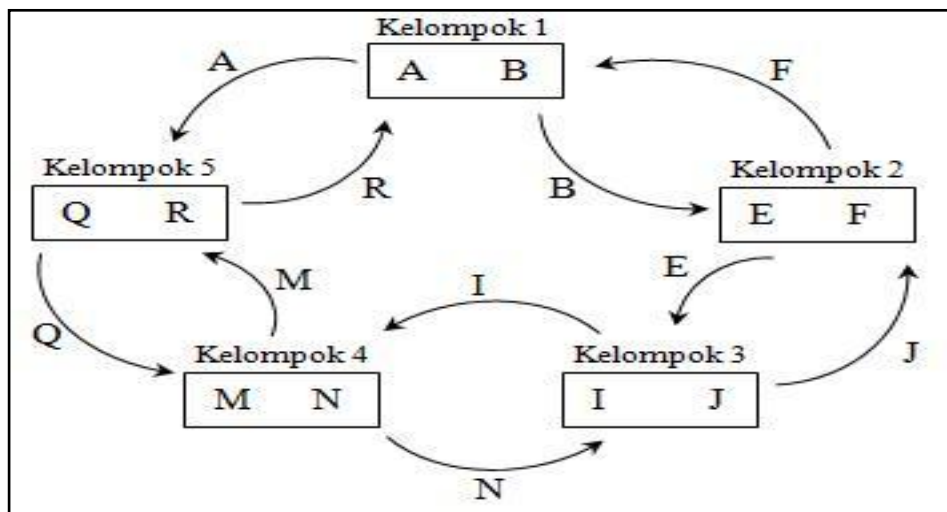 Kelompok 1
A B
A
F
R
B
Kelompok 5
Q R
Kelompok 2
E F
M
I
E
Q
J
Kelompok 4
M N
Kelompok 3
I J
N